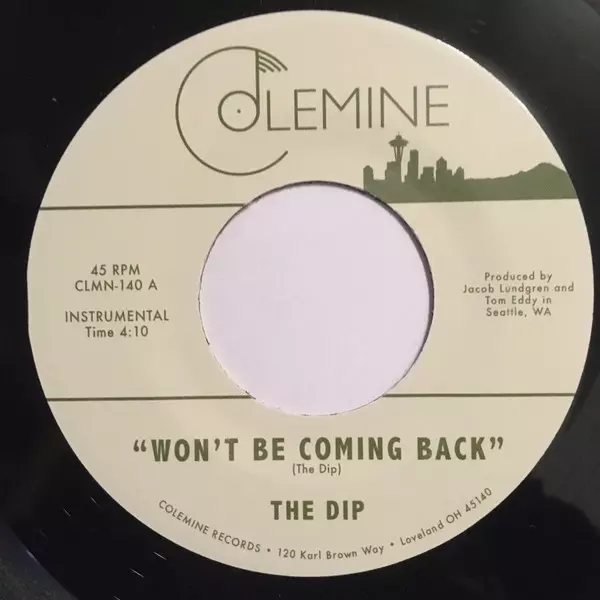 COLEMINE
45 RPM
CLMN-140 A
INSTRUMENTAL
Time 4:10
Produced by
Jacob Lundgren and
Tom Eddy in
Seattle, WA
“WON'T BE COMING BACK”
(The Dip)
THE DIP
COLEMINE RECORDS • 120 Karl Brown Way • Loveland OH 45140